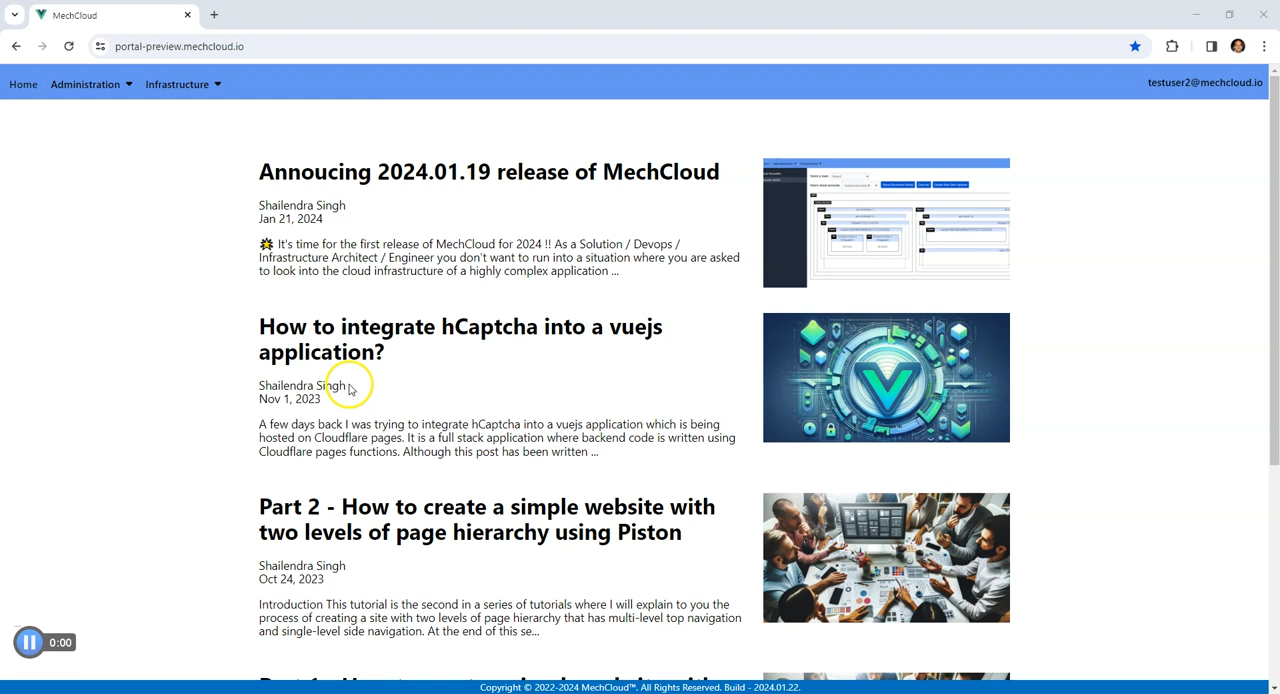 MechCloud
portal-preview.mechcloud.io
Home Administration Infrastructure testuser2@mechcloud.io
Annoucing 2024.01.19 release of MechCloud
Shailendra Singh
Jan 21, 2024
It's time for the first release of MechCloud for 2024 !! As a Solution / Devops /
Infrastructure Architect / Engineer you don't want to run into a situation where you are asked
to look into the cloud infrastructure of a highly complex application ...
How to integrate hCaptcha into a vuejs
application?
Shailendra Singh
Nov 1, 2023
A few days back I was trying to integrate hCaptcha into a vuejs application which is being
hosted on Cloudflare pages. It is a full stack application where backend code is written using
Cloudflare pages functions. Although this post has been written ...
Part 2 - How to create a simple website with
two levels of page hierarchy using Piston
Shailendra Singh
Oct 24, 2023
Introduction This tutorial is the second in a series of tutorials where I will explain to you the
process of creating a site with two levels of page hierarchy that has multi-level top navigation
and single-level side navigation. At the end of this se...
0:00
Copyright © 2022-2024 MechCloud™. All Rights Reserved. Build - 2024.01.22.